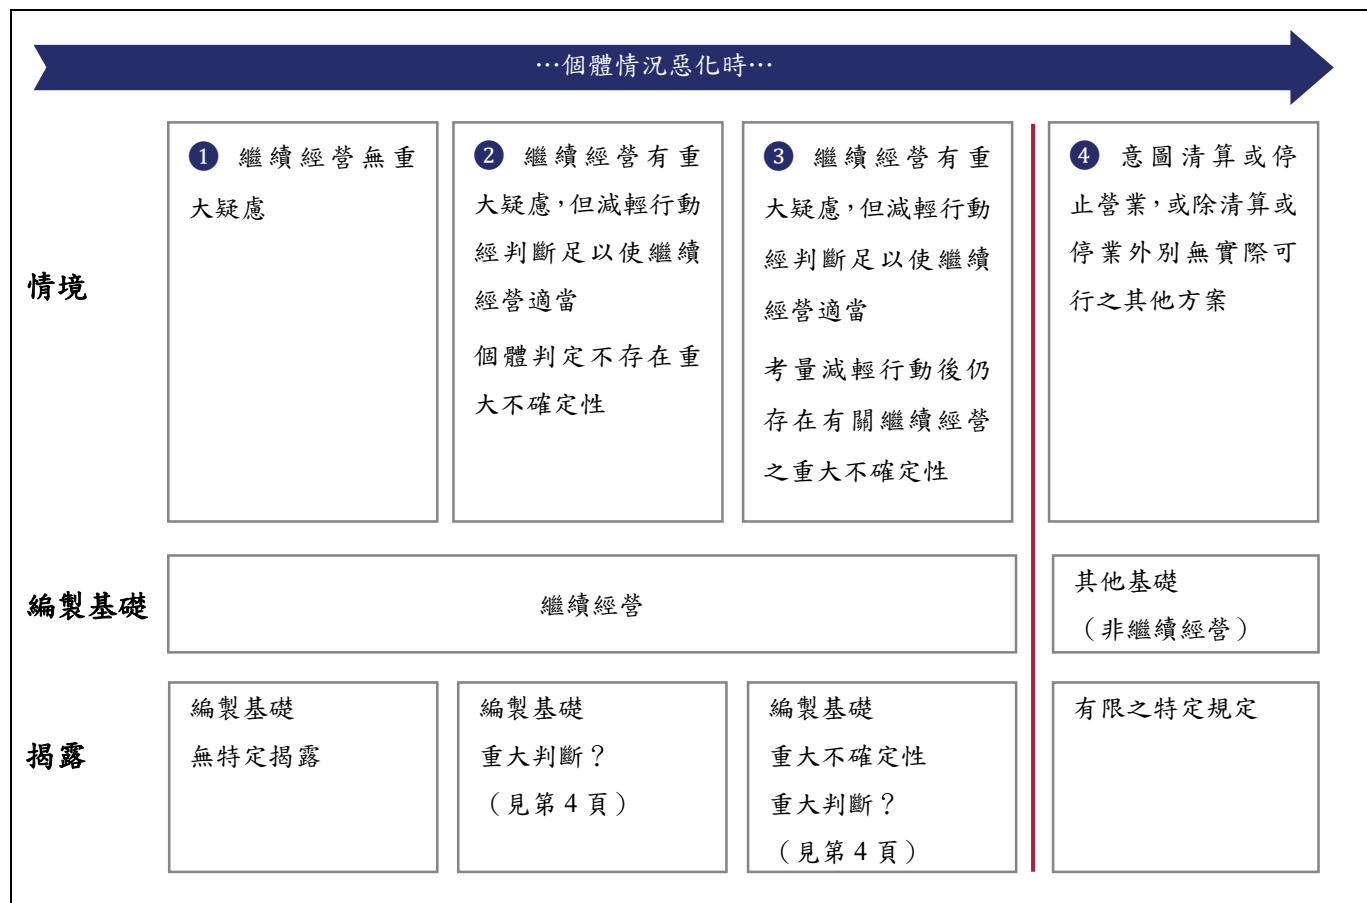 …個體情況惡化時…
情境
❶ 繼續經營無重
大疑慮
❷ 繼續經營有重
大疑慮,但減輕行動
經判斷足以使繼續
經營適當
個體判定不存在重
大不確定性
❸ 繼續經營有重
大疑慮,但減輕行動
經判斷足以使繼續
經營適當
考量減輕行動後仍
存在有關繼續經營
之重大不確定性
❹ 意圖清算或停
止營業,或除清算或
停業外別無實際可
行之其他方案
編製基礎
繼續經營
其他基礎
(非繼續經營)
揭露
編製基礎
無特定揭露
編製基礎
重大判斷?
(見第 4 頁)
編製基礎
重大不確定性
重大判斷?
(見第 4 頁)
有限之特定規定